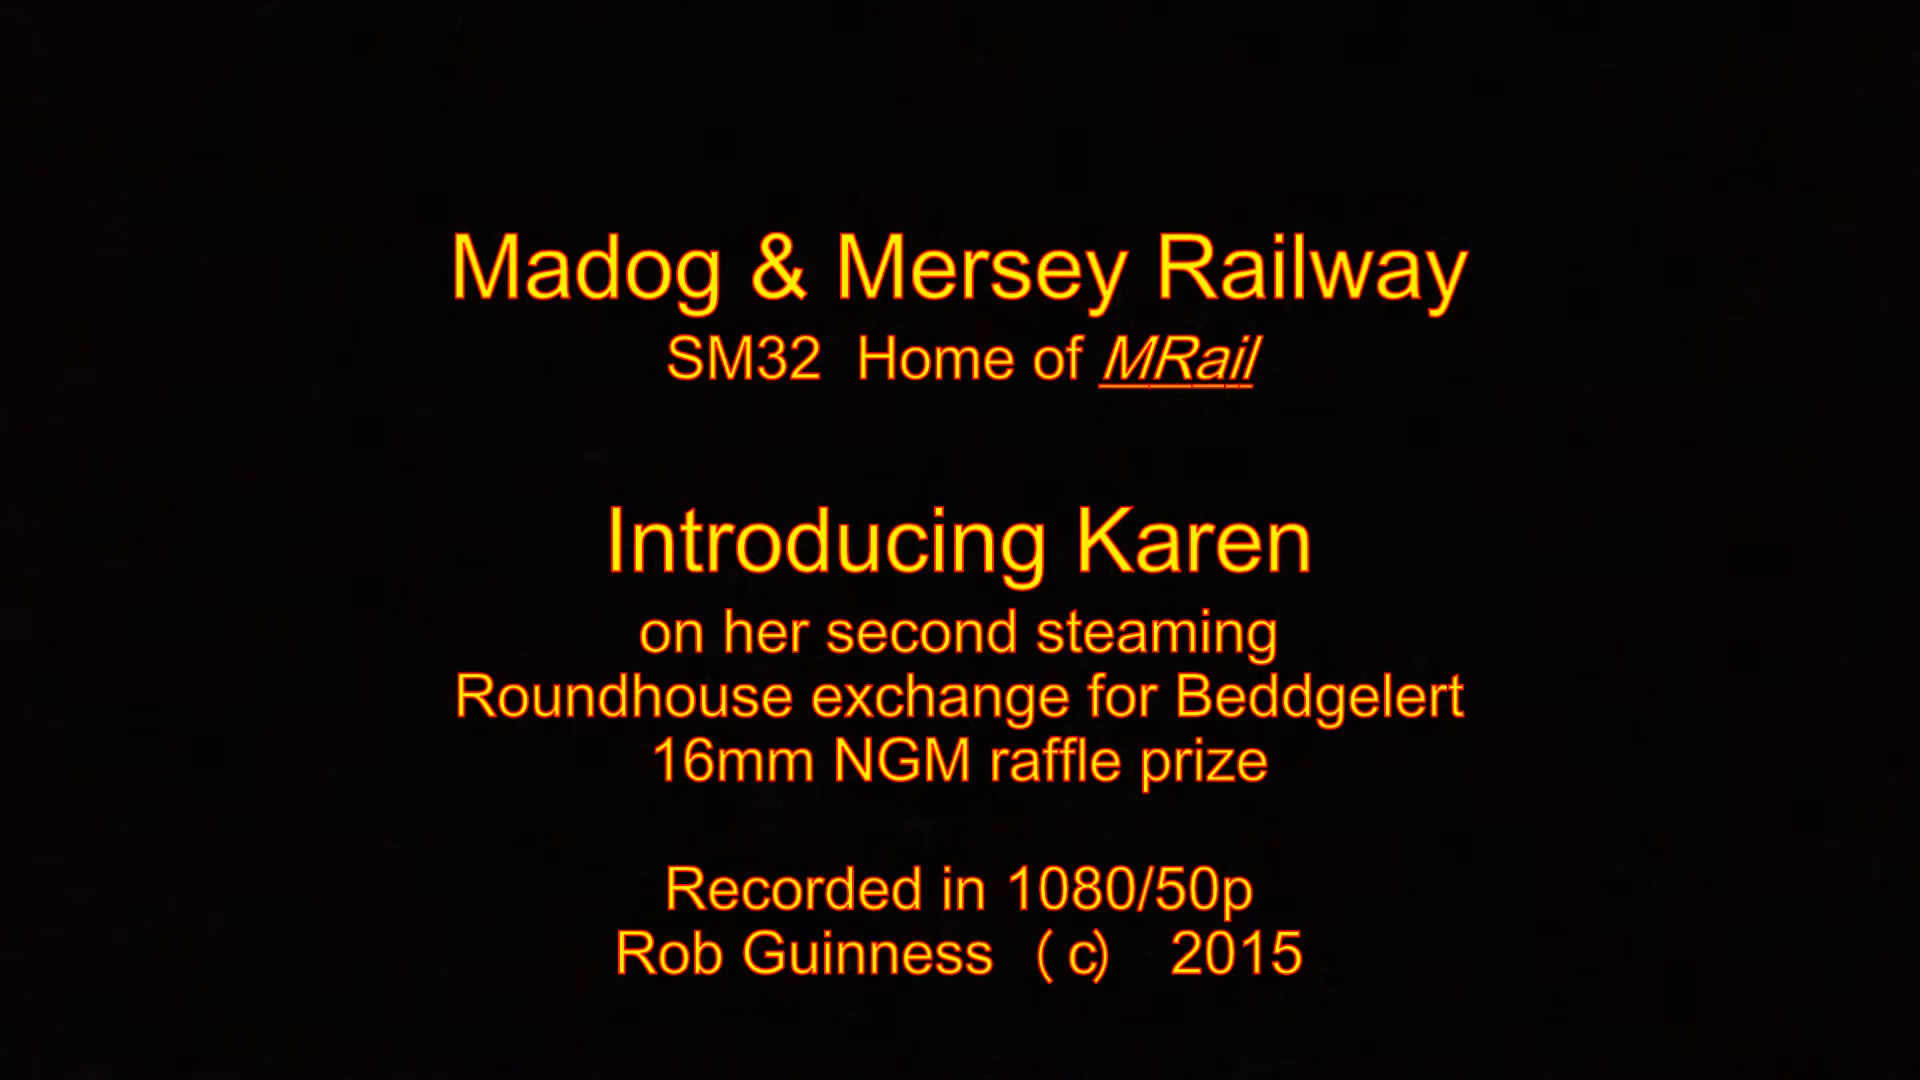 Madog & Mersey Railway
SM32 Home of MRail
Introducing Karen
on her second steaming
Roundhouse exchange for Beddgelert
16mm NGM raffle prize
Recorded in 1080/50p
Rob Guinness ( c) 2015